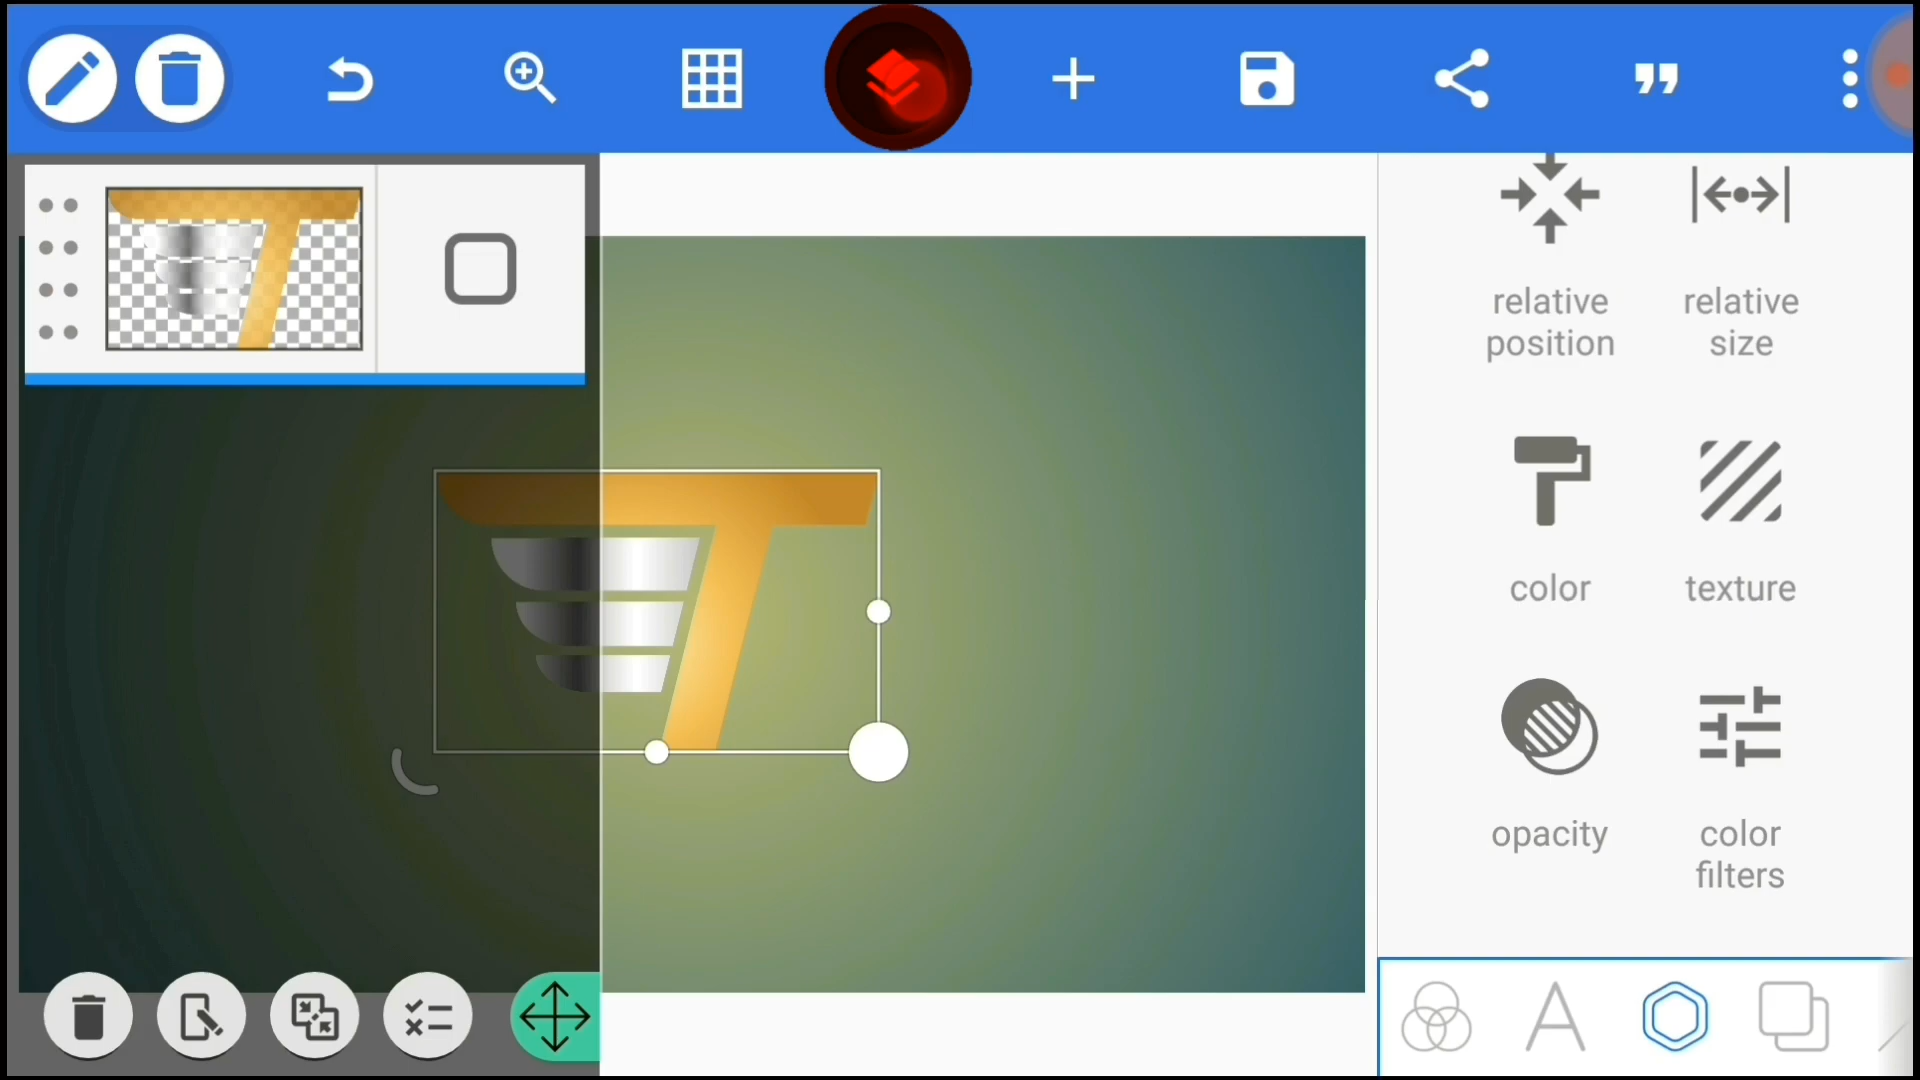 relative
position
relative
size
color
texture
opacity
color
filters